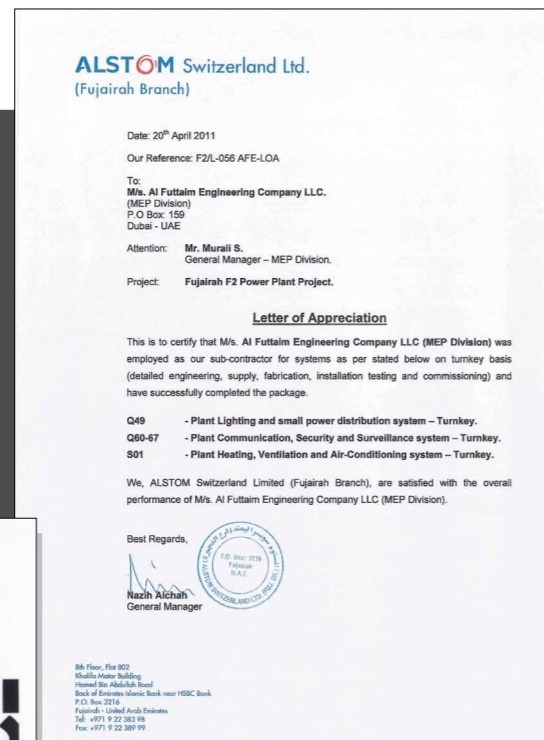 ALSTOM Switzerland Ltd.
(Fujairah Branch)
Date: 20th April 2011
Our Reference: F2/L-056 AFE-LOA
To:
M/s. Al Futtaim Engineering Company LLC.
(MEP Division)
P.O Box: 159
Dubai - UAE
Attention: Mr. Murali S.
General Manager – MEP Division.
Project: Fujairah F2 Power Plant Project.
Letter of Appreciation
This is to certify that M/s. Al Futtaim Engineering Company LLC (MEP Division) was
employed as our sub-contractor for systems as per stated below on turnkey basis
(detailed engineering, supply, fabrication, installation testing and commissioning) and
have successfully completed the package.
Q49 - Plant Lighting and small power distribution system – Turnkey.
Q60-67 - Plant Communication, Security and Surveillance system – Turnkey.
S01 - Plant Heating, Ventilation and Air-Conditioning system – Turnkey.
We, ALSTOM Switzerland Limited (Fujairah Branch), are satisfied with the overall
performance of M/s. Al Futtaim Engineering Company LLC (MEP Division).
Best Regards,
P.O. Box: 3216
Fujairah
U.A.E.
ALSTOM SWITZERLAND LTD.
Nazih Aichah
General Manager
8th Floor, Flat 802
Khalifa Matar Building
Hamed Bin Abdullah Road
Back of Emirates Islamic Bank near HSBC Bank
P.O. Box 3216
Fujairah - United Arab Emirates
Tel: +971 9 22 383 98
Fax: +971 9 22 389 99